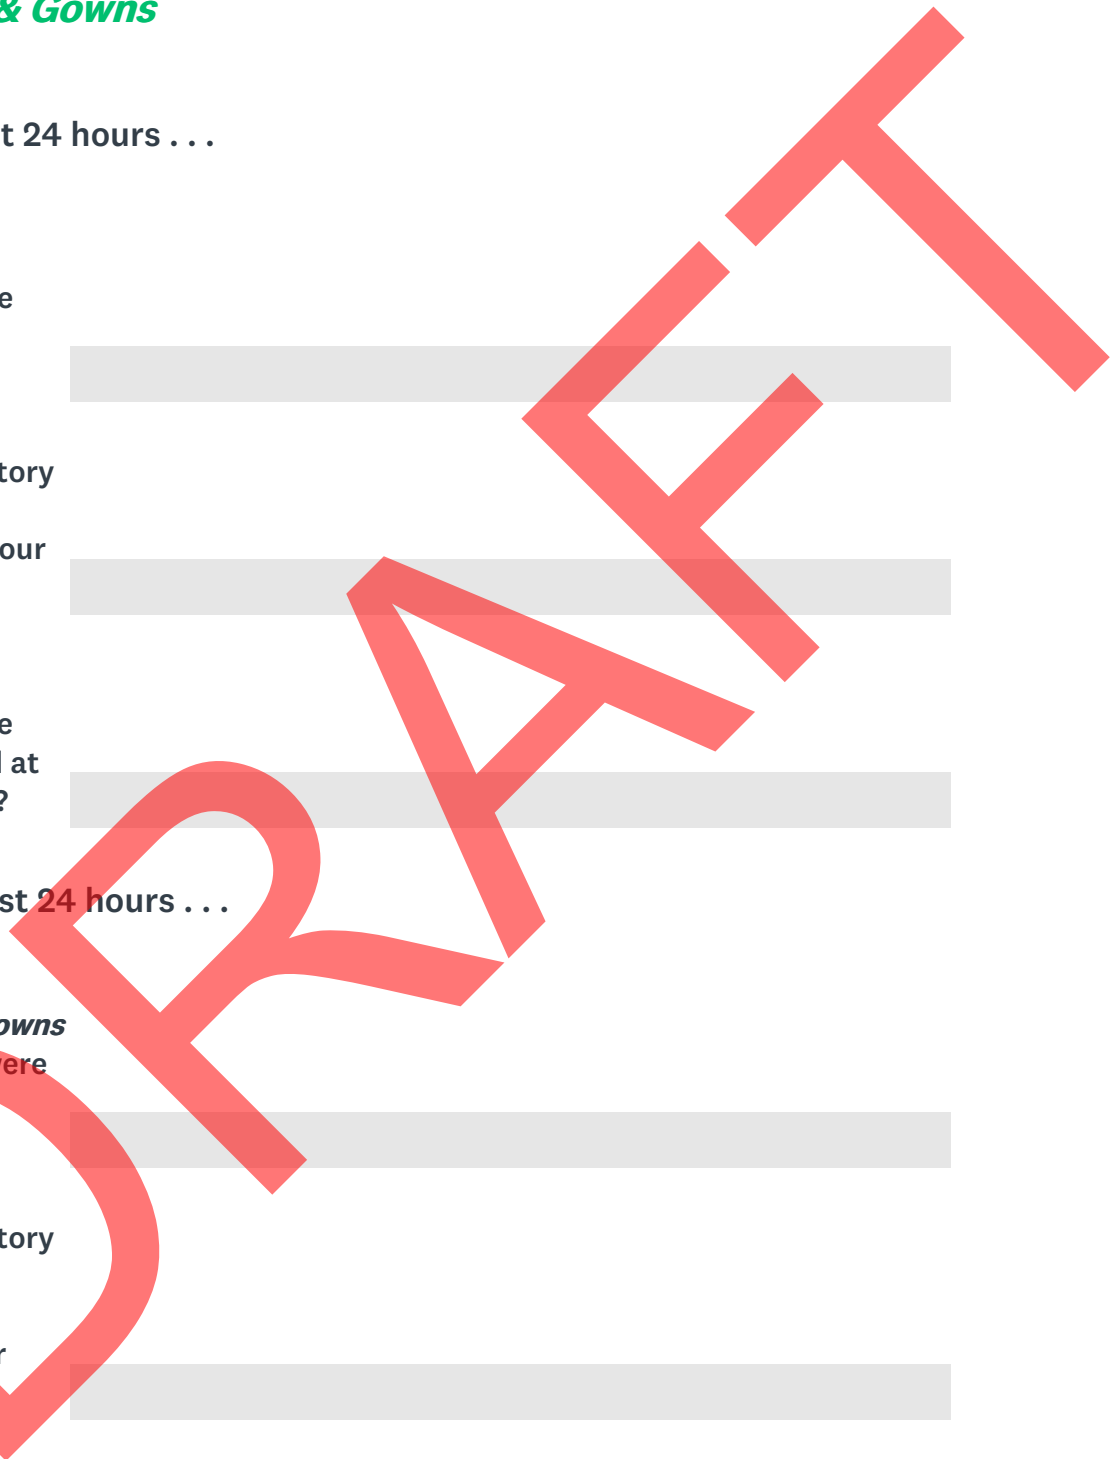 & Gowns
t 24 hours . . .
e
tory
our
e
l at
?
st 24 hours . . .
owns
ere
tory
r
DRAFT